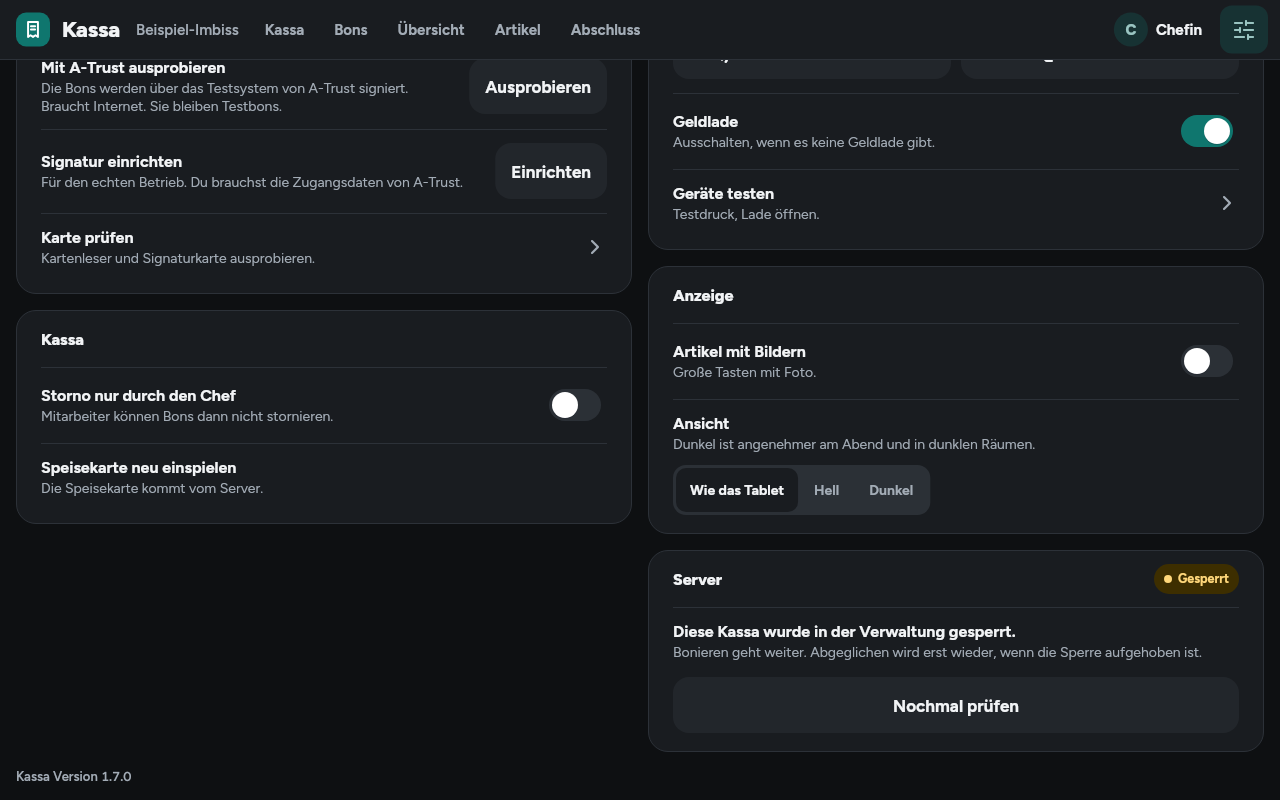 Kassa
Beispiel-Imbiss
Kassa
Bons
Übersicht
Artikel
Abschluss
C
Chefin
Mit A-Trust ausprobieren
Die Bons werden über das Testsystem von A-Trust signiert.
Braucht Internet. Sie bleiben Testbons.
Ausprobieren
Signatur einrichten
Für den echten Betrieb. Du brauchst die Zugangsdaten von A-Trust.
Einrichten
Karte prüfen
Kartenleser und Signaturkarte ausprobieren.
Kassa
Storno nur durch den Chef
Mitarbeiter können Bons dann nicht stornieren.
Speisekarte neu einspielen
Die Speisekarte kommt vom Server.
Geldlade
Ausschalten, wenn es keine Geldlade gibt.
Geräte testen
Testdruck, Lade öffnen.
Anzeige
Artikel mit Bildern
Große Tasten mit Foto.
Ansicht
Dunkel ist angenehmer am Abend und in dunklen Räumen.
Wie das Tablet
Hell
Dunkel
Server
Gesperrt
Diese Kassa wurde in der Verwaltung gesperrt.
Bonieren geht weiter. Abgeglichen wird erst wieder, wenn die Sperre aufgehoben ist.
Nochmal prüfen
Kassa Version 1.7.0